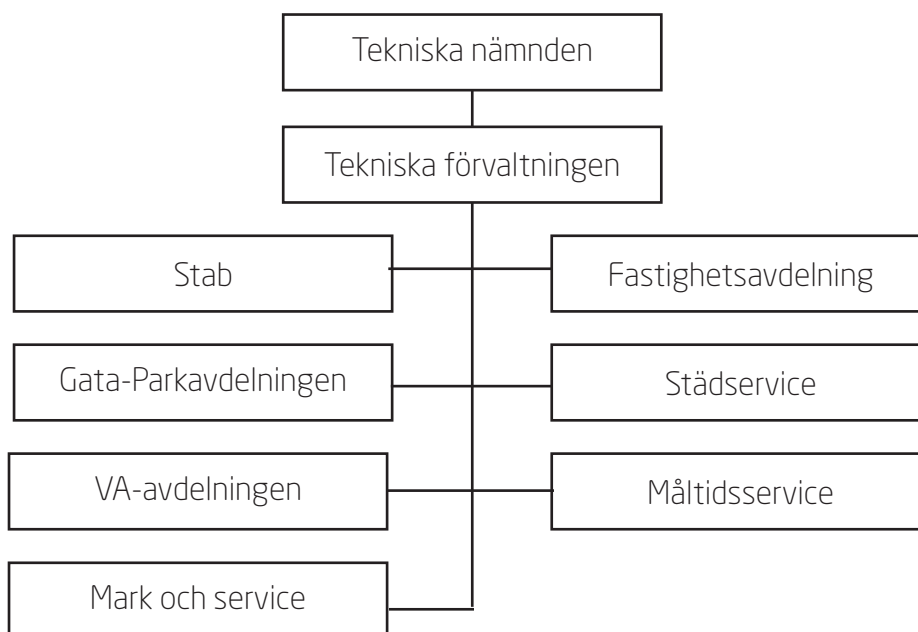 Tekniska nämnden
Tekniska förvaltningen
Stab
Fastighetsavdelning
Gata-Parkavdelningen
Städservice
VA-avdelningen
Måltidsservice
Mark och service